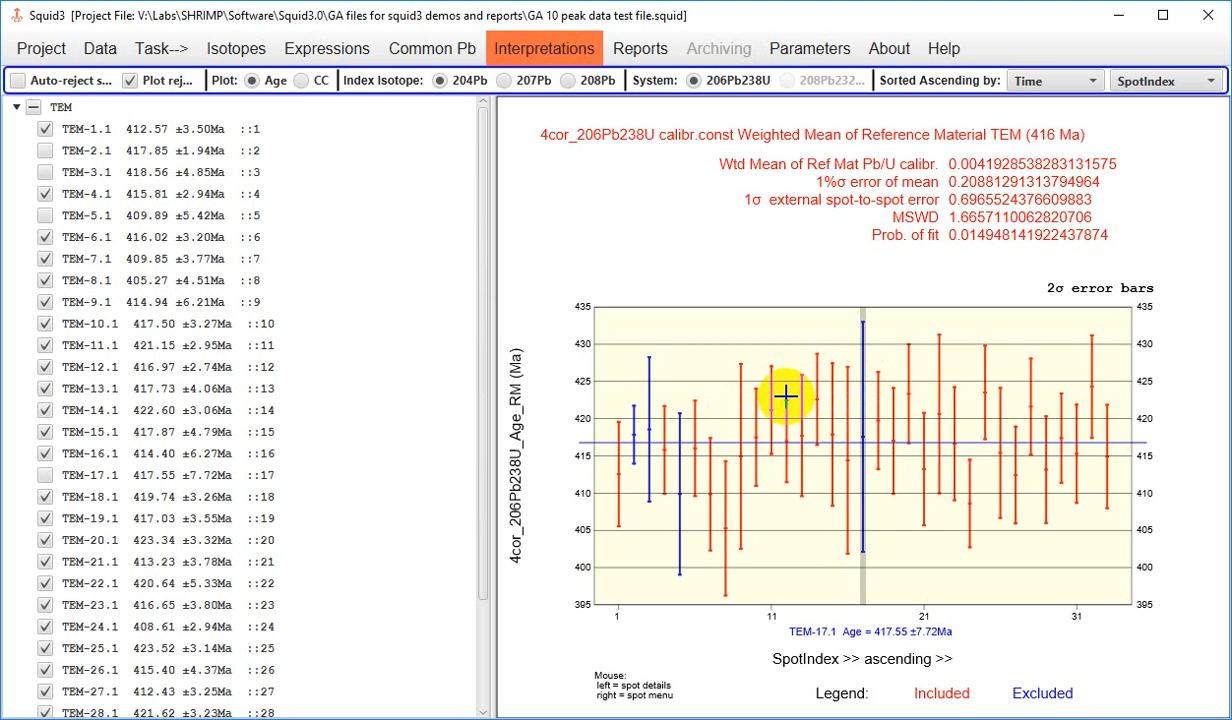 Squid3 [Project File: V:\Labs\SHRIMP\Software\Squid3.0\GA files for squid3 demos and reports\GA 10 peak data test file.squid]
Project Data Task--> Isotopes Expressions Common Pb Interpretations Reports Archiving Parameters About Help
Auto-reject s... Plot rej... Plot: Age CC Index Isotope: 204Pb 207Pb 208Pb System: 206Pb238U 208Pb232... Sorted Ascending by: Time SpotIndex
TEM
TEM-1.1 412.57 ±3.50Ma ::1
TEM-2.1 417.85 ±1.94Ma ::2
TEM-3.1 418.56 ±4.85Ma ::3
TEM-4.1 415.81 ±2.94Ma ::4
TEM-5.1 409.89 ±5.42Ma ::5
TEM-6.1 416.02 ±3.20Ma ::6
TEM-7.1 409.85 ±3.77Ma ::7
TEM-8.1 405.27 ±4.51Ma ::8
TEM-9.1 414.94 ±6.21Ma ::9
TEM-10.1 417.50 ±3.27Ma ::10
TEM-11.1 421.15 ±2.95Ma ::11
TEM-12.1 416.97 ±2.74Ma ::12
TEM-13.1 417.73 ±4.06Ma ::13
TEM-14.1 422.60 ±3.06Ma ::14
TEM-15.1 417.87 ±4.79Ma ::15
TEM-16.1 414.40 ±6.27Ma ::16
TEM-17.1 417.55 ±7.72Ma ::17
TEM-18.1 419.74 ±3.26Ma ::18
TEM-19.1 417.03 ±3.55Ma ::19
TEM-20.1 423.34 ±3.32Ma ::20
TEM-21.1 413.23 ±3.78Ma ::21
TEM-22.1 420.64 ±5.33Ma ::22
TEM-23.1 416.65 ±3.80Ma ::23
TEM-24.1 408.61 ±2.94Ma ::24
TEM-25.1 423.52 ±3.14Ma ::25
TEM-26.1 415.40 ±4.37Ma ::26
TEM-27.1 412.43 ±3.25Ma ::27
TEM-28.1 421.62 ±3.23Ma ::28
4cor_206Pb238U calibr.const Weighted Mean of Reference Material TEM (416 Ma)
Wtd Mean of Ref Mat Pb/U calibr. 0.0041928538283131575
1%σ error of mean 0.20881291313794964
1σ external spot-to-spot error 0.6965524376609883
MSWD 1.6657110062820706
Prob. of fit 0.014948141922437874
2σ error bars
4cor_206Pb238U_Age_RM (Ma)
435 435
430 430
425 425
420 420
415 415
410 410
405 405
400 400
395 395
1 11 21 31
TEM-17.1 Age = 417.55 ±7.72Ma
SpotIndex >> ascending >>
Mouse:
left = spot details
right = spot menu
Legend: Included Excluded